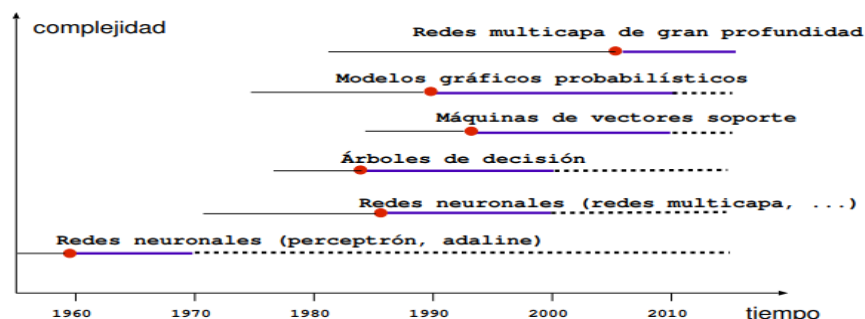 complejidad
Redes multicapa de gran profundidad
Modelos gráficos probabilísticos
Máquinas de vectores soporte
Árboles de decisión
Redes neuronales (redes multicapa, ...)
Redes neuronales (perceptrón, adaline)
1960 1970 1980 1990 2000 2010 tiempo